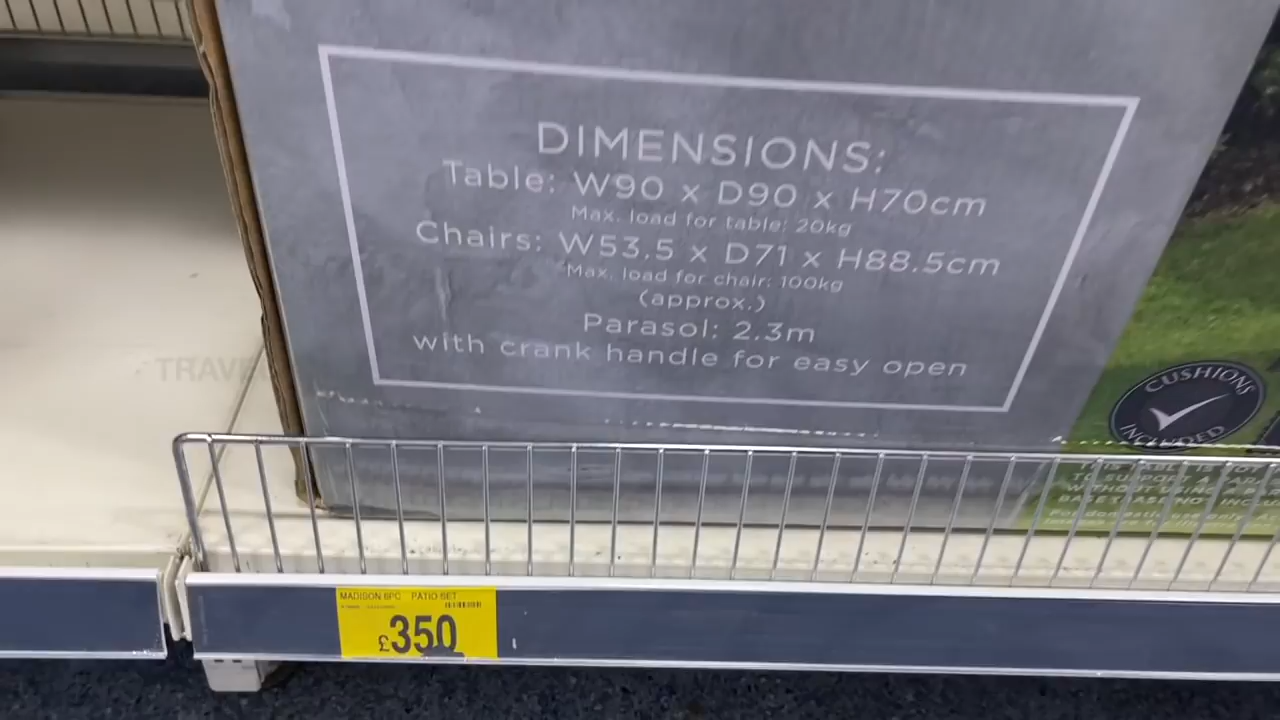 DIMENSIONS:
Table: W90 x D90 x H70cm
Max. load for table: 20kg
Chairs: W53.5 x D71 x H88.5cm
Max. load for chair: 100kg
(approx.)
Parasol: 2.3m
with crank handle for easy open
TRAVEL
CUSHIONS
INCLUDED
MADISON 6PC PATIO SET
£350